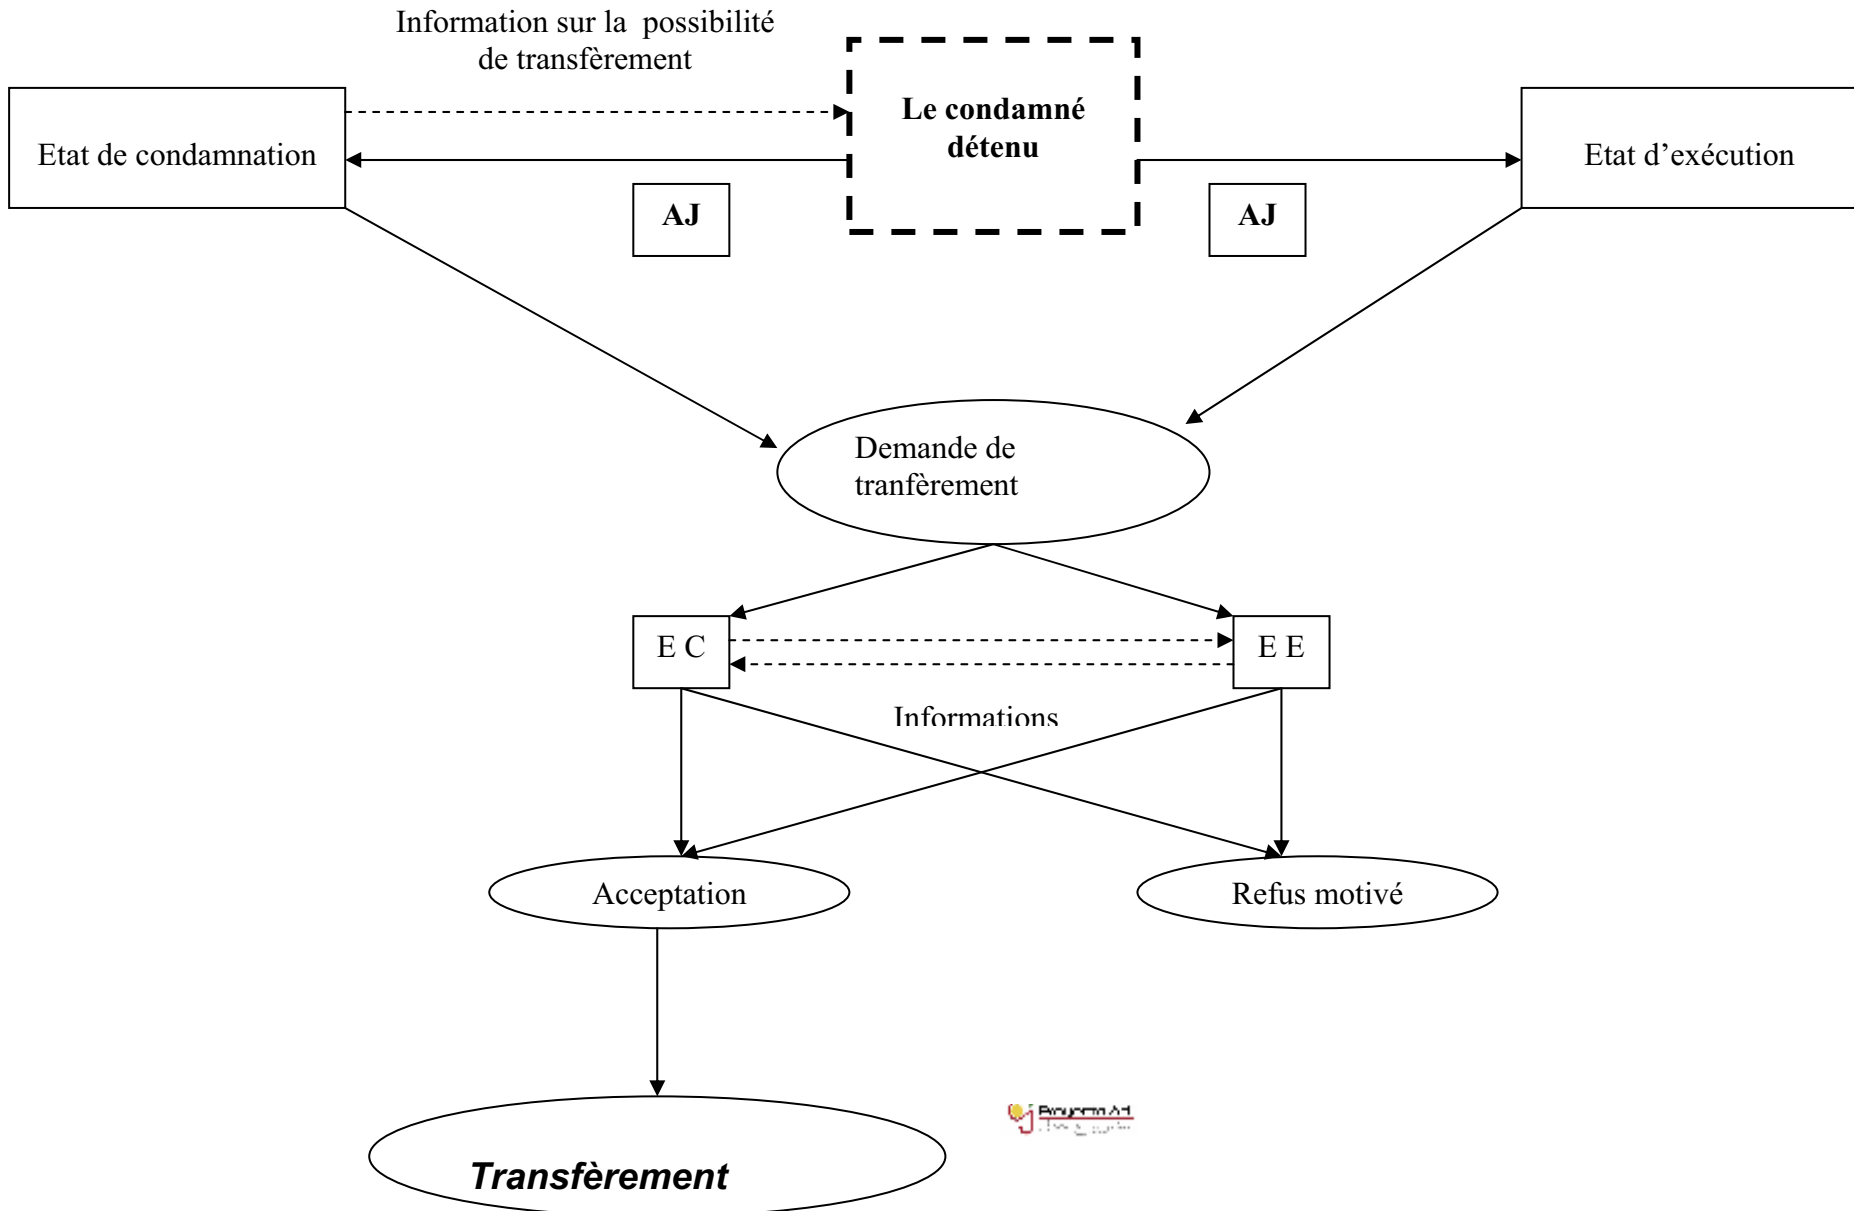 Information sur la possibilité
de transfèrement
Etat de condamnation
Le condamné
détenu
Etat d’exécution
AJ
AJ
Demande de
tranfèrement
E C
E E
Informations
Acceptation
Refus motivé
Transfèrement